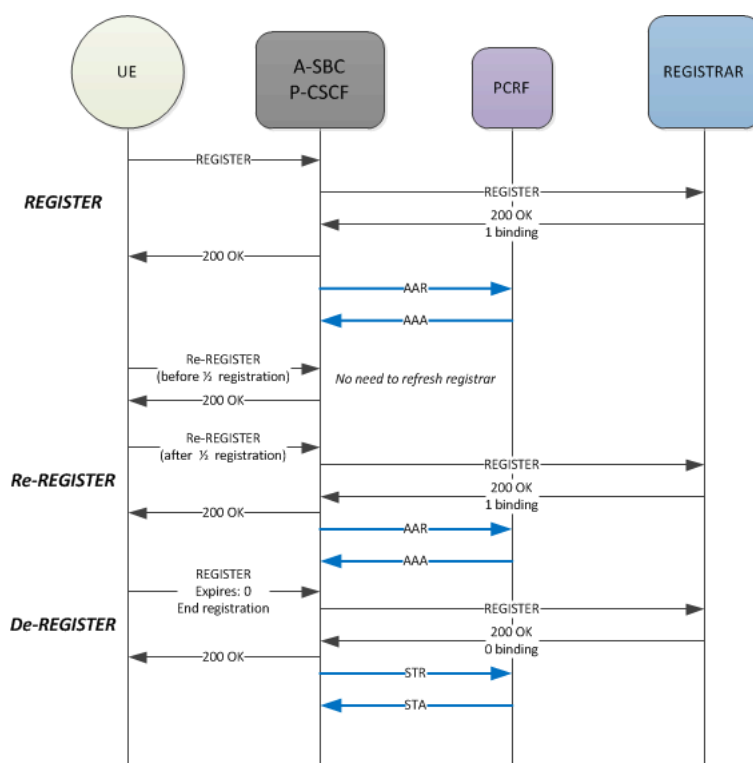 UE
A-SBC
P-CSCF
PCRF
REGISTRAR
REGISTER
REGISTER
REGISTER
200 OK
1 binding
200 OK
AAR
AAA
Re-REGISTER
(before ½ registration)
No need to refresh registrar
200 OK
Re-REGISTER
(after ½ registration)
REGISTER
Re-REGISTER
200 OK
1 binding
200 OK
AAR
AAA
REGISTER
Expires: 0
End registration
REGISTER
De-REGISTER
200 OK
0 binding
200 OK
STR
STA